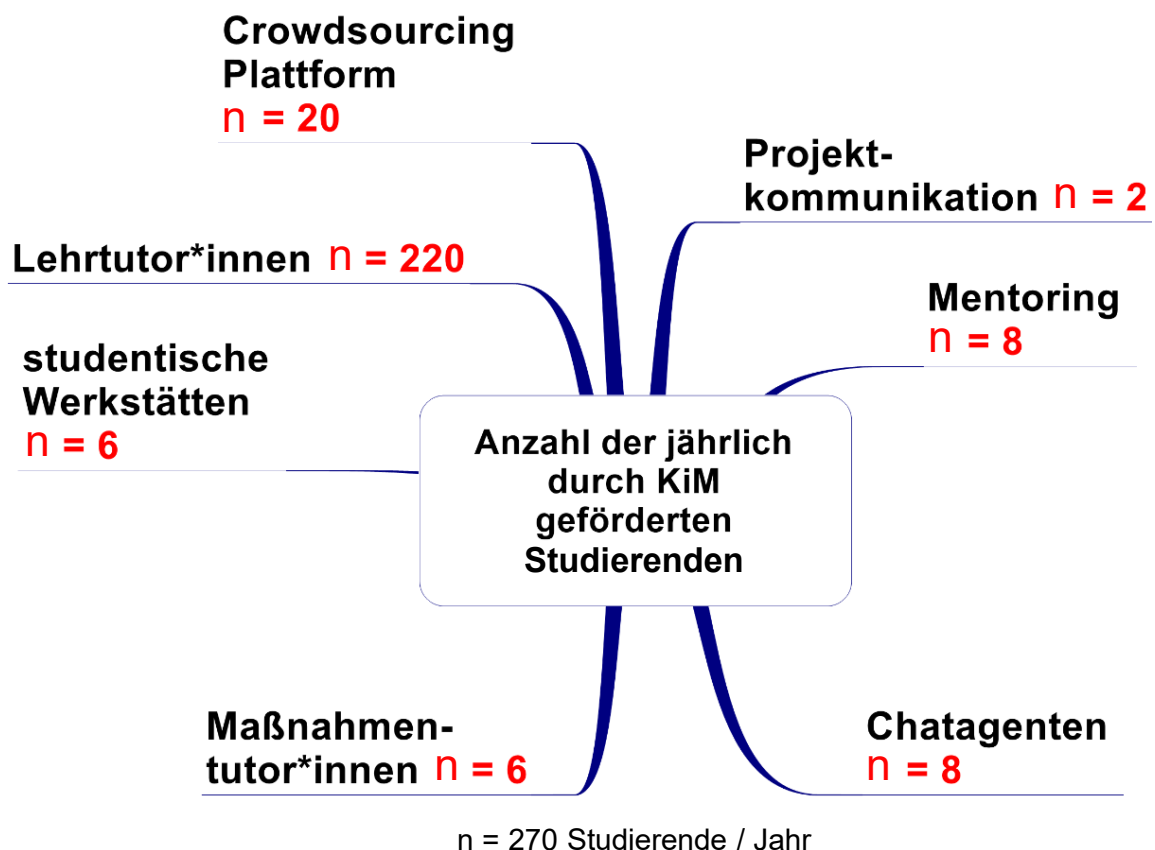 Crowdsourcing
Plattform
n = 20
Projekt-
kommunikation n = 2
Lehrtutor*innen n = 220
Mentoring
n = 8
studentische
Werkstätten
n = 6
Anzahl der jährlich
durch KiM
geförderten
Studierenden
Maßnahmen-
tutor*innen n = 6
Chatagenten
n = 8
n = 270 Studierende / Jahr